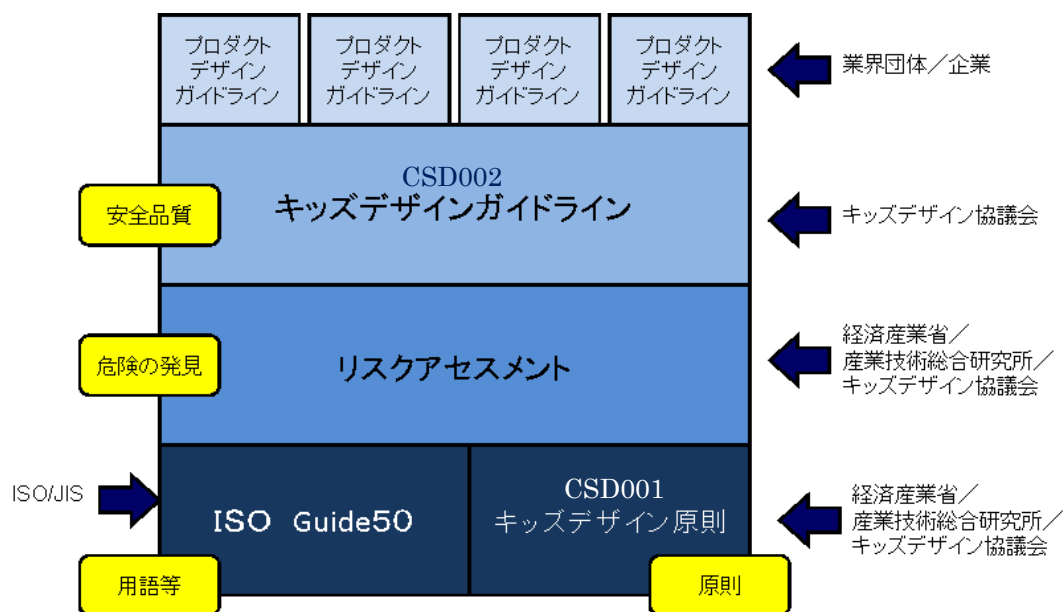 プロダクト
デザイン
ガイドライン
プロダクト
デザイン
ガイドライン
プロダクト
デザイン
ガイドライン
プロダクト
デザイン
ガイドライン
業界団体／企業
CSD002
キッズデザインガイドライン
安全品質
キッズデザイン協議会
危険の発見
リスクアセスメント
経済産業省／
産業技術総合研究所／
キッズデザイン協議会
ISO/JIS
ISO Guide50
CSD001
キッズデザイン原則
経済産業省／
産業技術総合研究所／
キッズデザイン協議会
用語等
原則